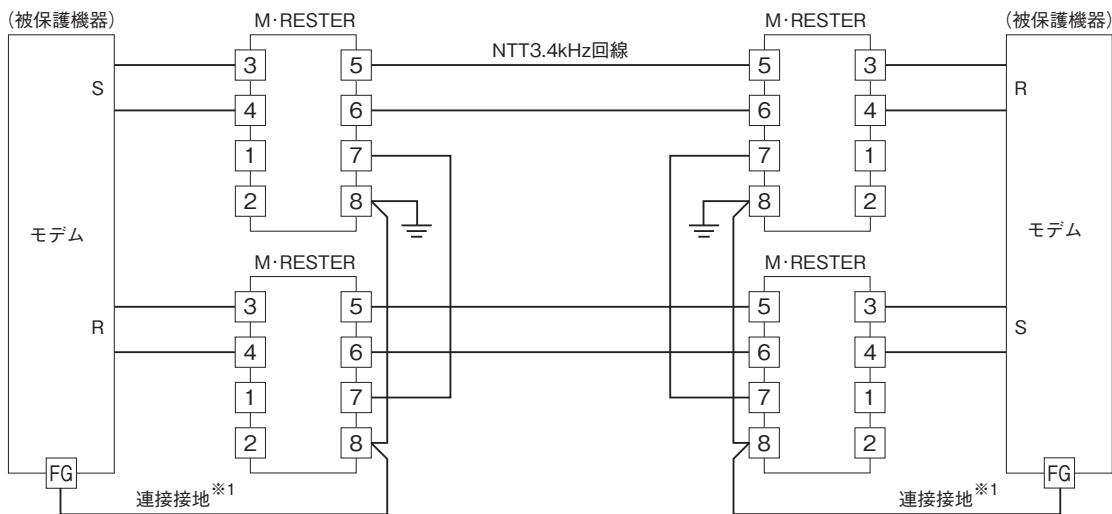 (被保護機器) M·RESTER M·RESTER (被保護機器)
NTT3.4kHz回線
3 5 5 3
S R
4 6 6 4
1 7 7 1
2 8 8 2
モデム モデム
M·RESTER M·RESTER
3 5 5 3
R S
4 6 6 4
1 7 7 1
2 8 8 2
FG FG
連接接地※1 連接接地※1